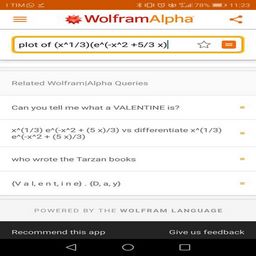 I TIM 78% 11:23
WolframAlpha
plot of (x^1/3)(e^(-x^2 +5/3 x)
Related Wolfram|Alpha Queries
Can you tell me what a VALENTINE is?
x^(1/3) e^(-x^2 + (5 x)/3) vs differentiate x^(1/3)
e^(-x^2 + (5 x)/3)
who wrote the Tarzan books
(V a l, e n t, i n e) . (D, a, y)
POWERED BY THE WOLFRAM LANGUAGE
Recommend this app Give us feedback